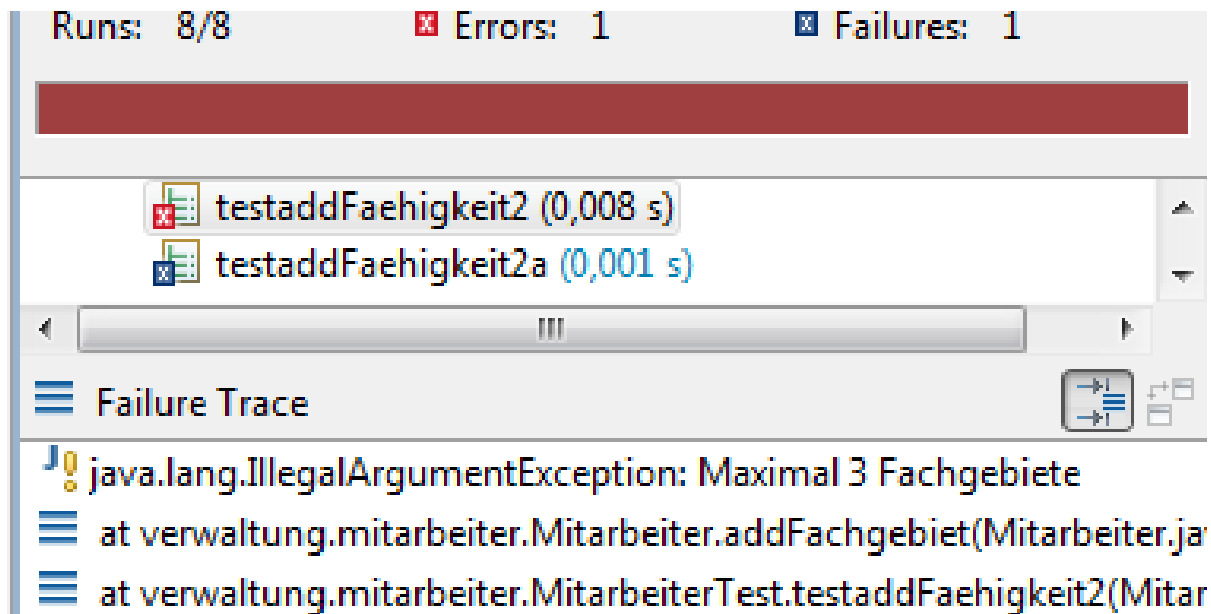 Runs: 8/8 Errors: 1 Failures: 1
testaddFaehigkeit2 (0,008 s)
testaddFaehigkeit2a (0,001 s)
Failure Trace
java.lang.IllegalArgumentException: Maximal 3 Fachgebiete
at verwaltung.mitarbeiter.Mitarbeiter.addFachgebiet(Mitarbeiter.ja
at verwaltung.mitarbeiter.MitarbeiterTest.testaddFaehigkeit2(Mitar